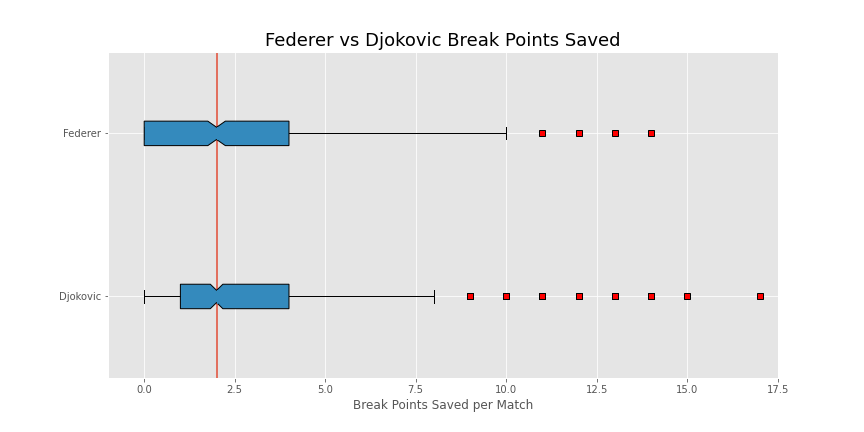 Federer vs Djokovic Break Points Saved
Federer
Djokovic
0.0 2.5 5.0 7.5 10.0 12.5 15.0 17.5
Break Points Saved per Match